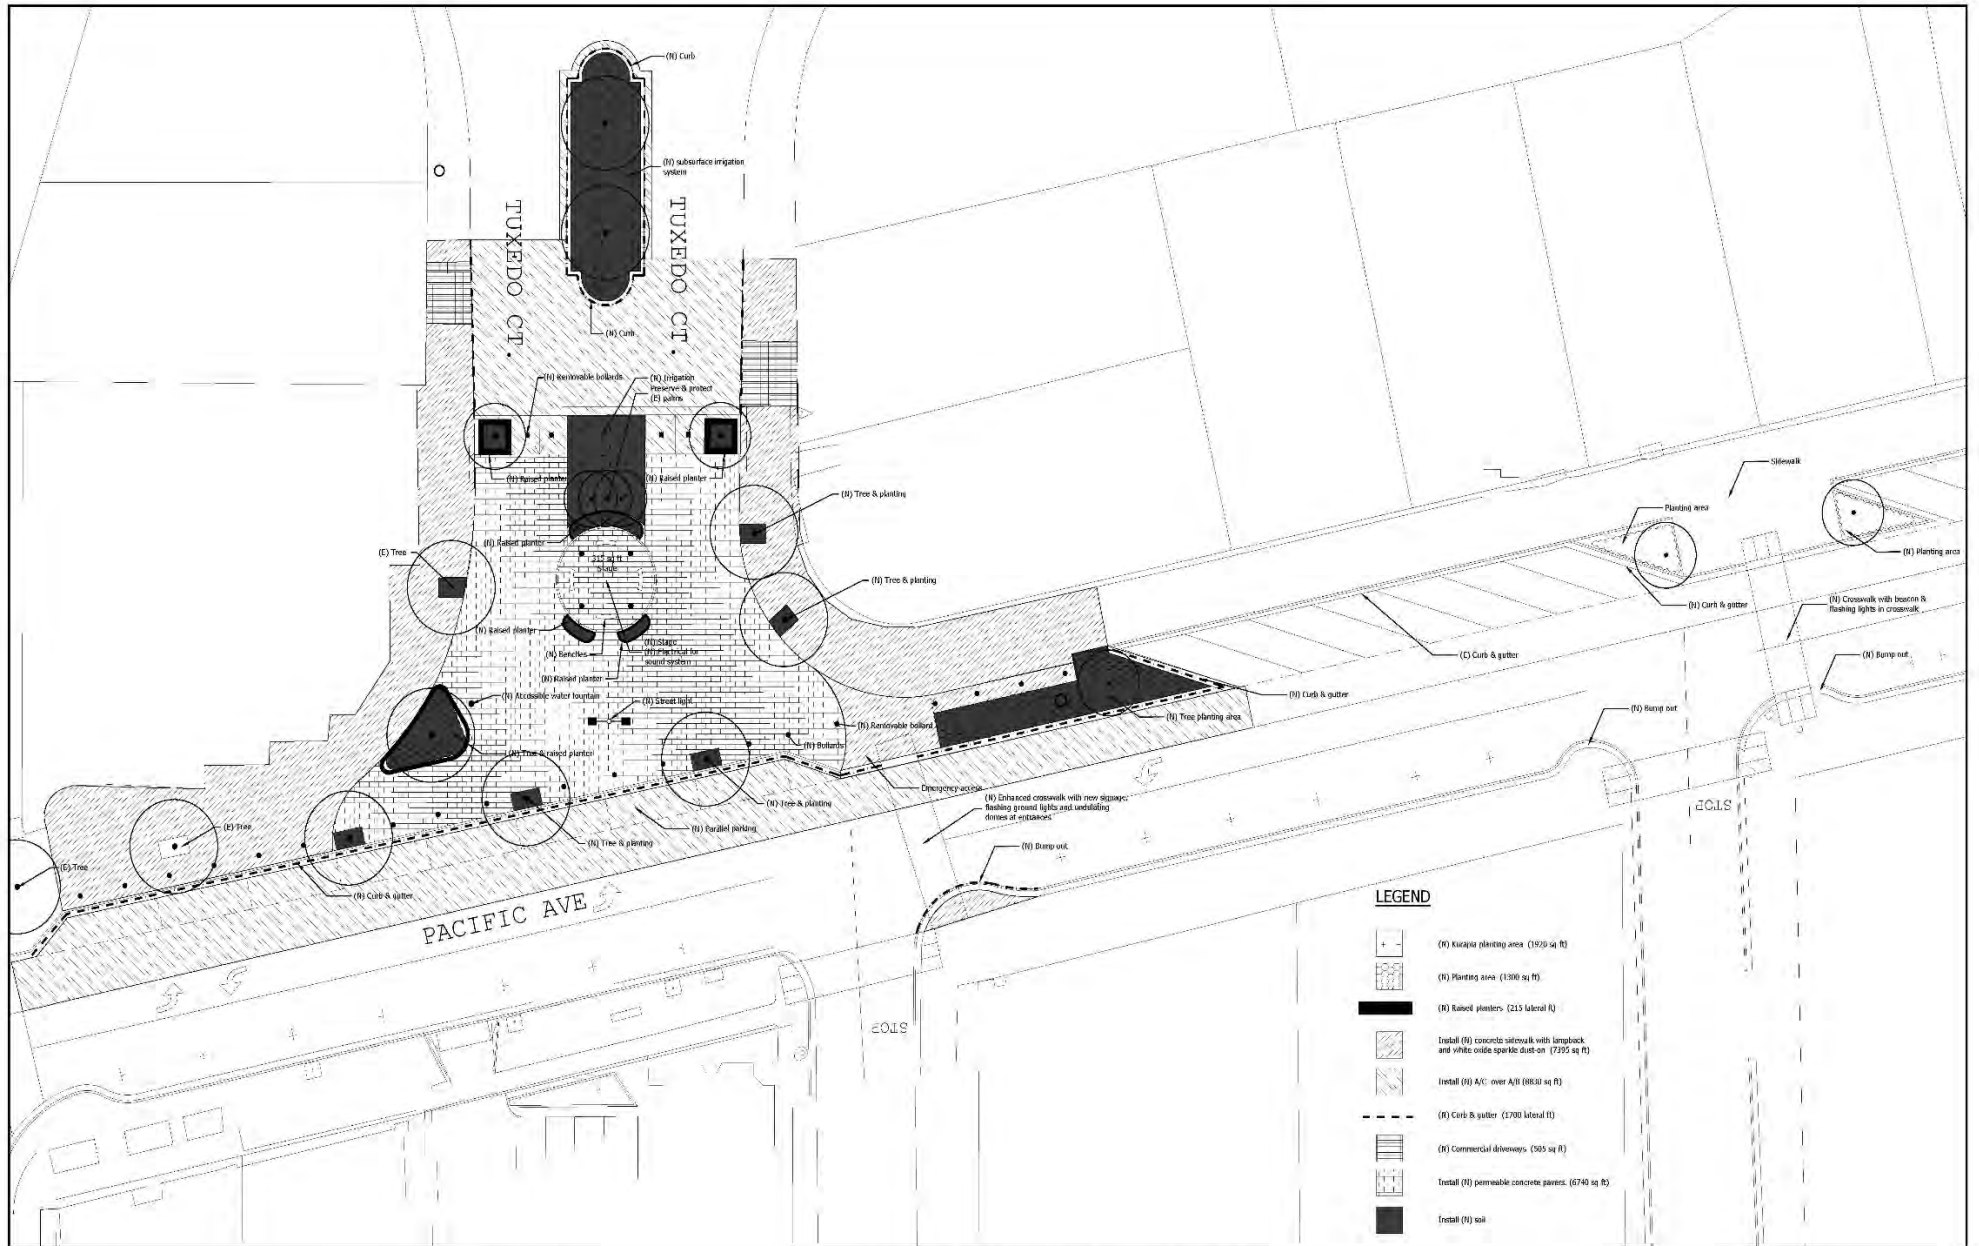 (N) Curb
(N) subsurface irrigation
system
TUXEDO CT
TUXEDO CT
(N) Curb
(N) Removable bollards
(N) Irrigation
Preserve & protect
(E) palms
(N) Raised planter
(N) Raised planter
(N) Tree & planting
Sidewalk
Planting area
(N) Planting area
(N) Raised planter
(E) Tree
315 sq ft
Stage
(N) Tree & planting
(N) Curb & gutter
(N) Crosswalk with beacon &
flashing lights in crosswalk
(N) Raised planter
(N) Benches
(N) Stage
(N) Electrical for
sound system
(E) Curb & gutter
(N) Bump out
(N) Raised planter
(N) Accessible water fountain
(N) Street light
(N) Curb & gutter
(N) Bump out
(N) Tree planting area
(N) Removable bollard
(N) Bollards
(N) Tree & raised planter
Emergency access
(N) Enhanced crosswalk with new signage,
flashing ground lights and undulating
domes at entrances
(N) Tree & planting
STOP
(N) Parallel parking
(E) Tree
(N) Tree & planting
(N) Bump out
(E) Tree
(N) Curb & gutter
PACIFIC AVE
STOP
LEGEND
(N) Kurapia planting area (1920 sq ft)
(N) Planting area (1300 sq ft)
(N) Raised planters (215 lateral ft)
Install (N) concrete sidewalk with lampback
and white oxide sparkle dust-on (7395 sq ft)
Install (N) A/C over A/B (8830 sq ft)
(N) Curb & gutter (1700 lateral ft)
(N) Commercial driveways (505 sq ft)
Install (N) permeable concrete pavers (6740 sq ft)
Install (N) soil